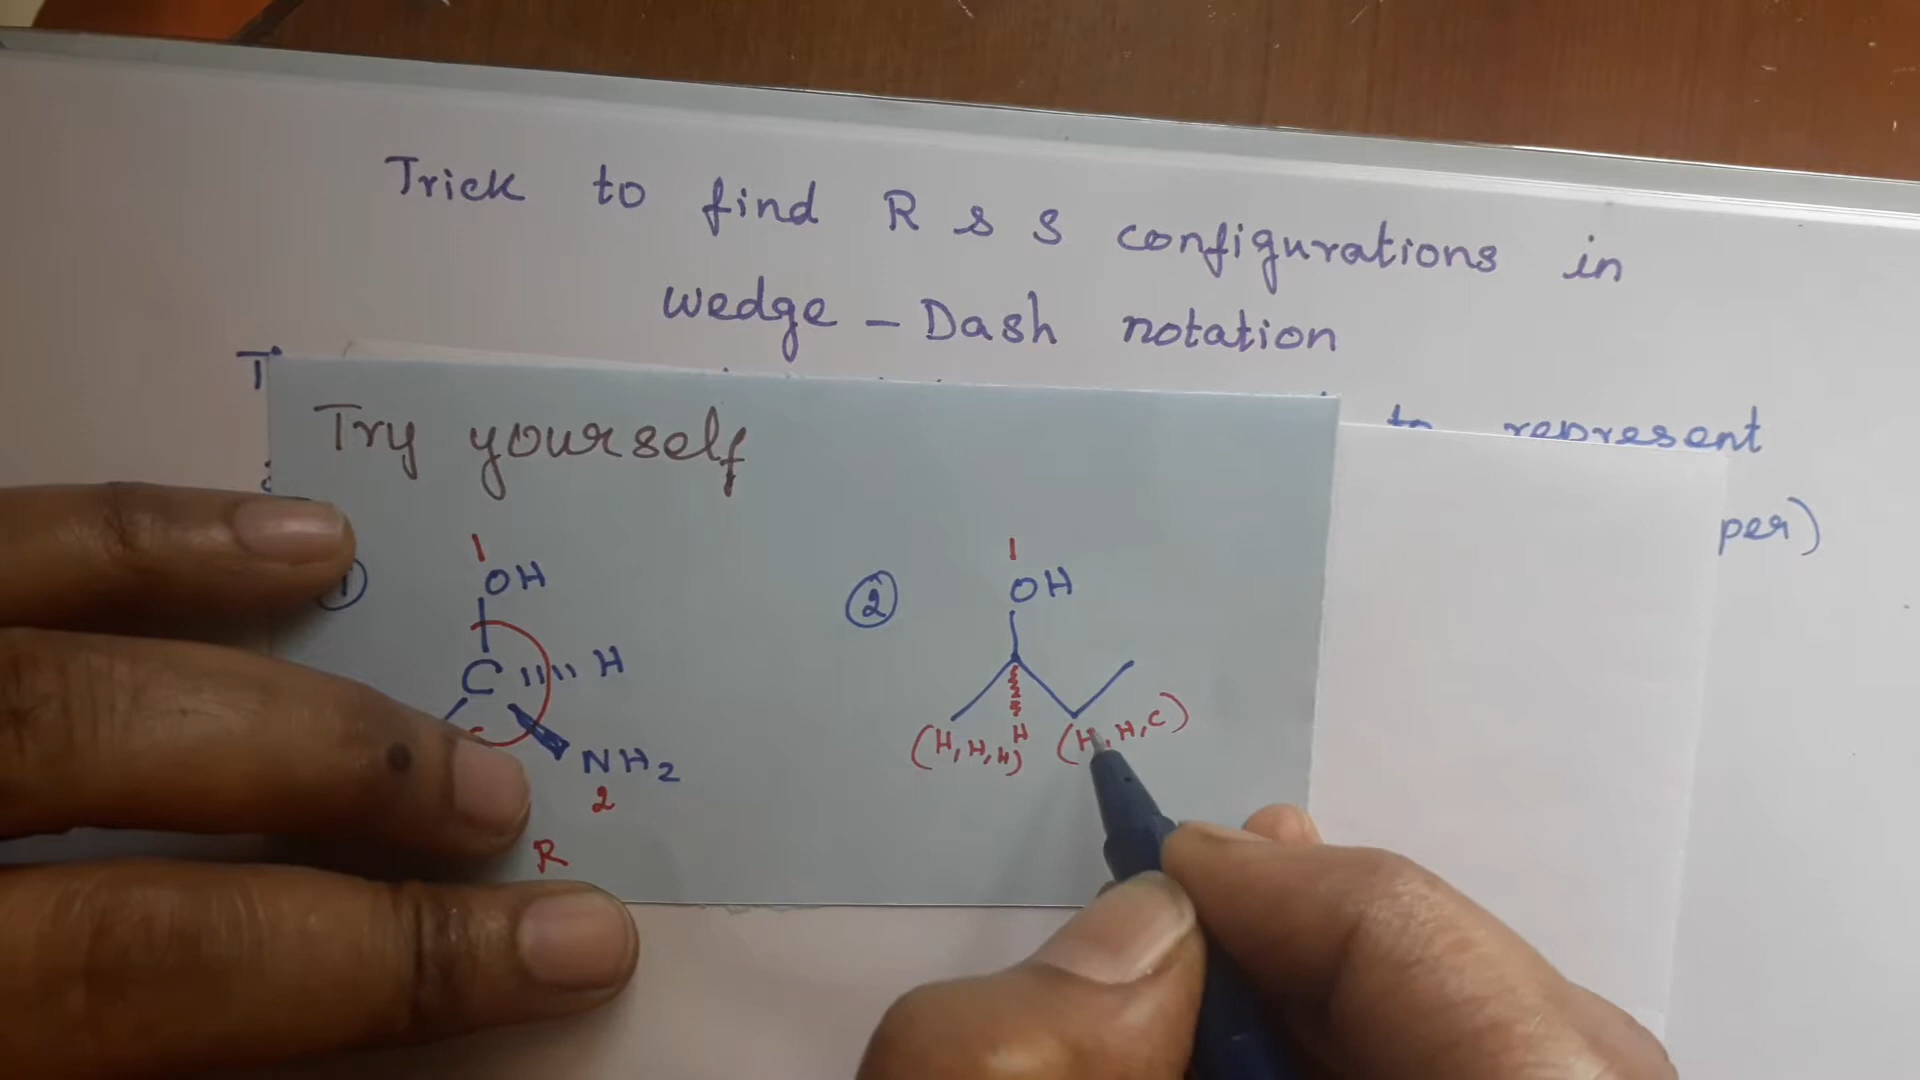 Trick to find R s S configurations in
wedge - Dash notation
to represent
per)
Try yourself
1
OH
C H
NH2
2
R
2
1
OH
H
(H, H, H)
(H, H, C)